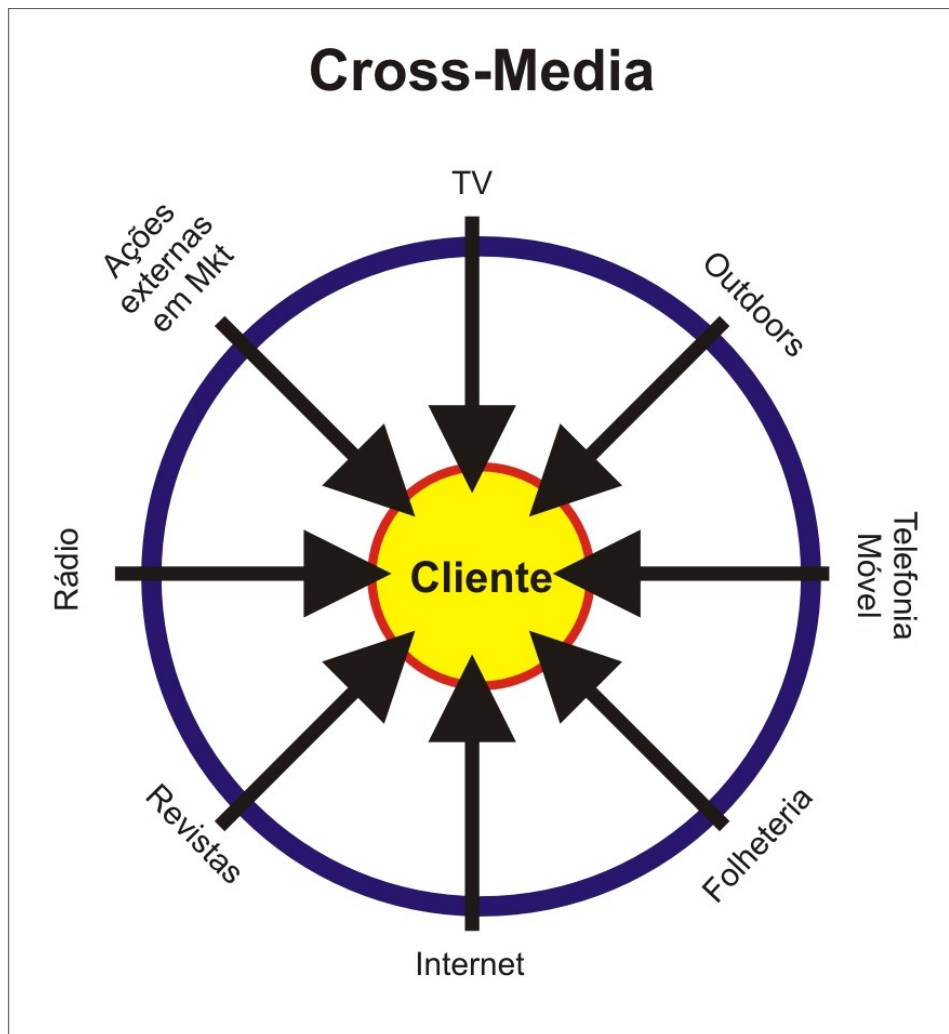 Cross-Media
TV
Ações
externas
em Mkt
Outdoors
Rádio
Cliente
Telefonia
Móvel
Revistas
Folheteria
Internet